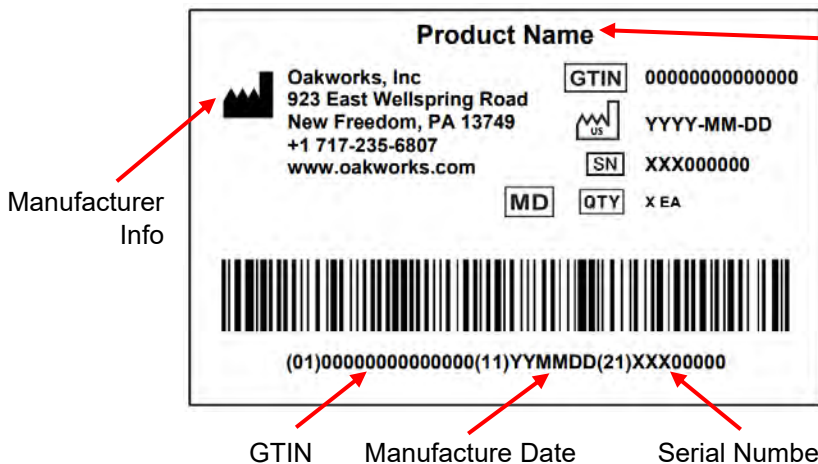 Product Name
Oakworks, Inc
923 East Wellspring Road
New Freedom, PA 13749
+1 717-235-6807
www.oakworks.com
GTIN 00000000000000
US YYYY-MM-DD
SN XXX000000
MD QTY X EA
Manufacturer
Info
(01)00000000000000(11)YYMMDD(21)XXX00000
GTIN Manufacture Date Serial Numbe